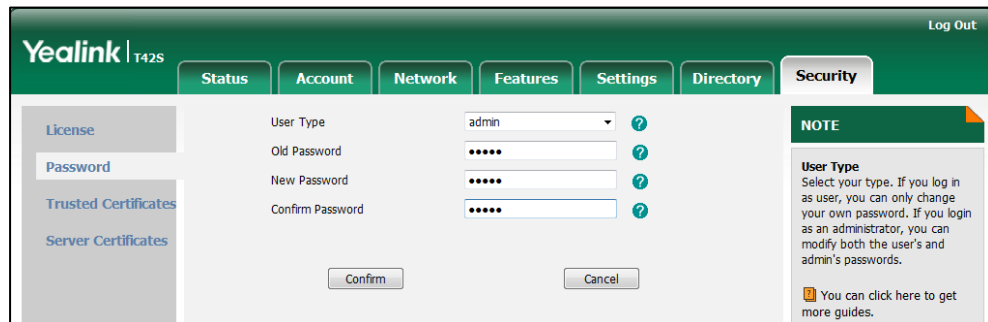 Log Out
Yealink T42S
Status Account Network Features Settings Directory Security
License
Password
Trusted Certificates
Server Certificates
User Type admin ?
Old Password ••••• ?
New Password ••••• ?
Confirm Password ••••• ?
Confirm Cancel
NOTE
User Type
Select your type. If you log in
as user, you can only change
your own password. If you login
as an administrator, you can
modify both the user's and
admin's passwords.
? You can click here to get
more guides.